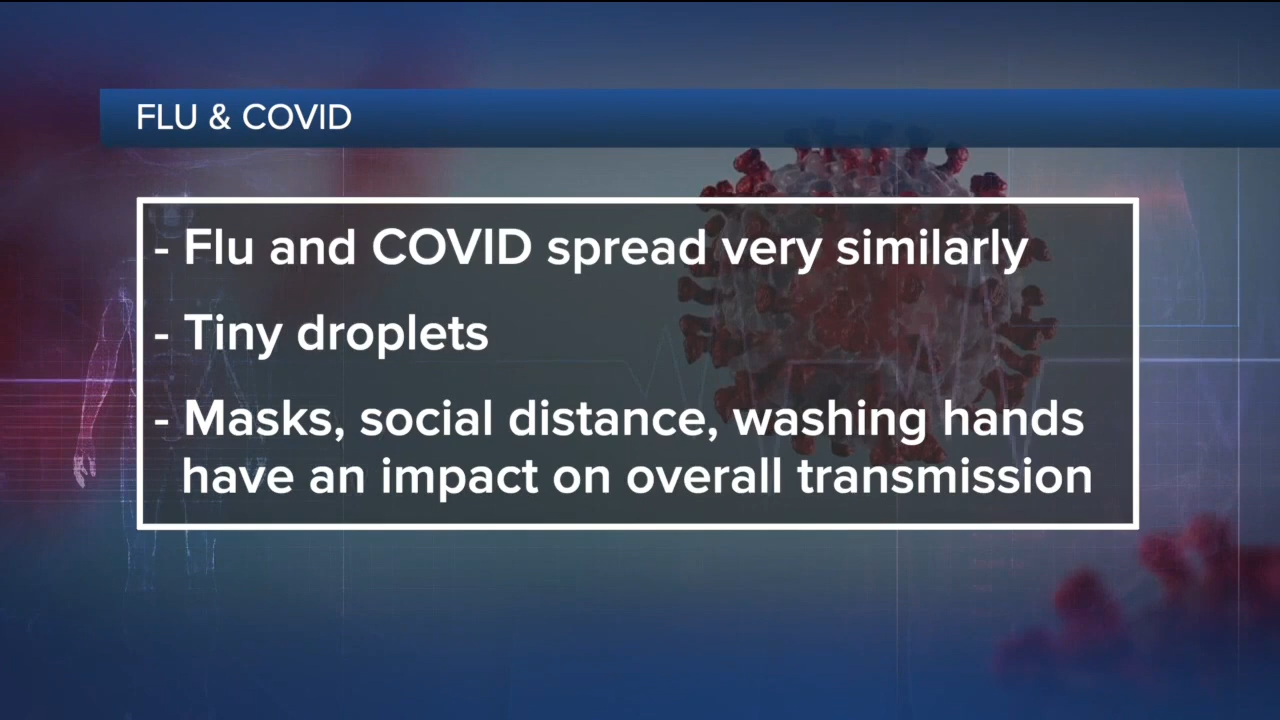 FLU & COVID
- Flu and COVID spread very similarly
- Tiny droplets
- Masks, social distance, washing hands
have an impact on overall transmission